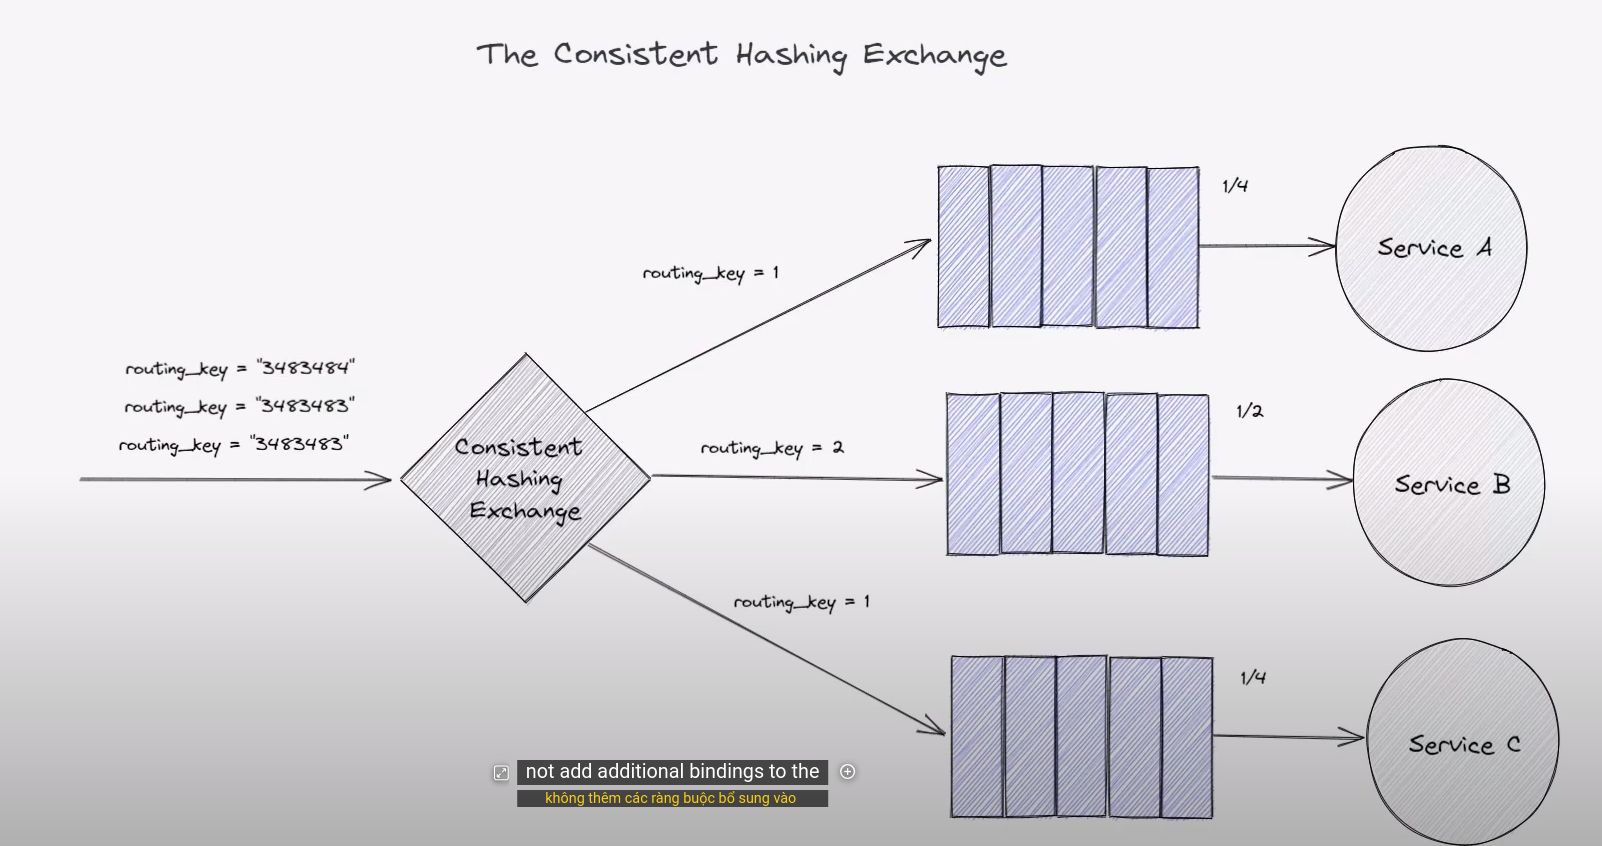 The Consistent Hashing Exchange
1/4
Service A
routing_key = 1
routing_key = "3483484"
routing_key = "3483483"
routing_key = "3483483"
Consistent
Hashing
Exchange
routing_key = 2
1/2
Service B
routing_key = 1
1/4
Service C
not add additional bindings to the
không thêm các ràng buộc bổ sung vào